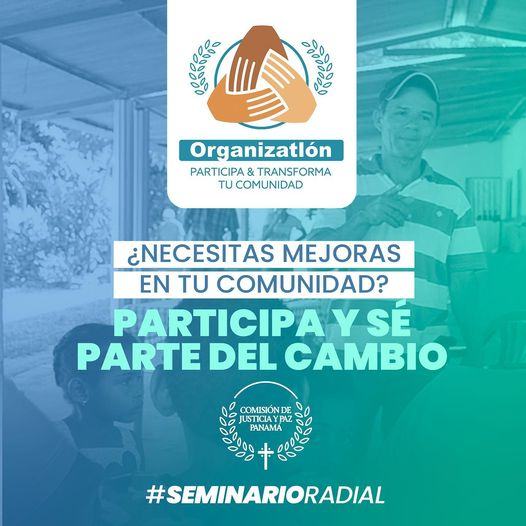 Organizatlón
PARTICIPA & TRANSFORMA
TU COMUNIDAD
¿NECESITAS MEJORAS
EN TU COMUNIDAD?
PARTICIPA Y SÉ
PARTE DEL CAMBIO
COMISIÓN DE
JUSTICIA Y PAZ
PANAMA
#SEMINARIORADIAL